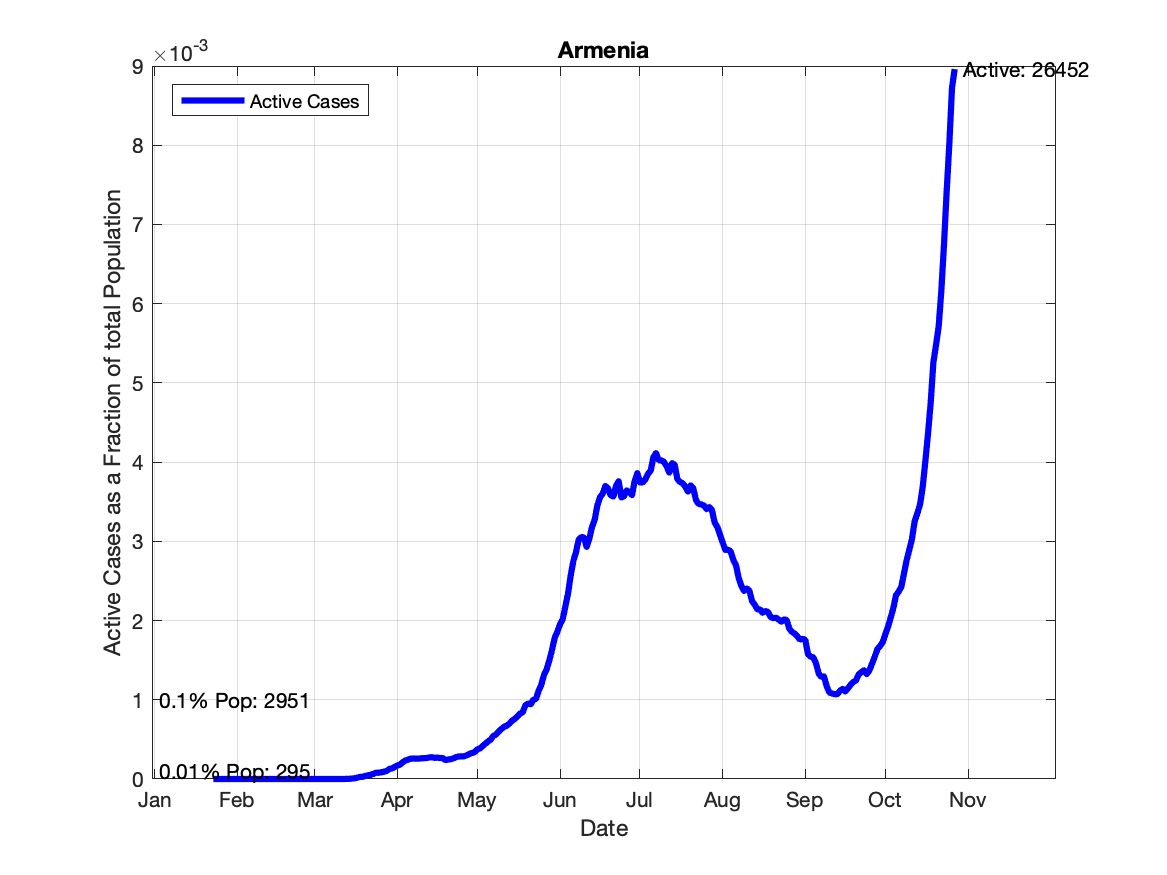 Armenia
×10-3
Active: 26452
Active Cases
9
8
7
6
5
4
3
2
1
0
Active Cases as a Fraction of total Population
0.1% Pop: 2951
0.01% Pop: 295
Jan Feb Mar Apr May Jun Jul Aug Sep Oct Nov
Date